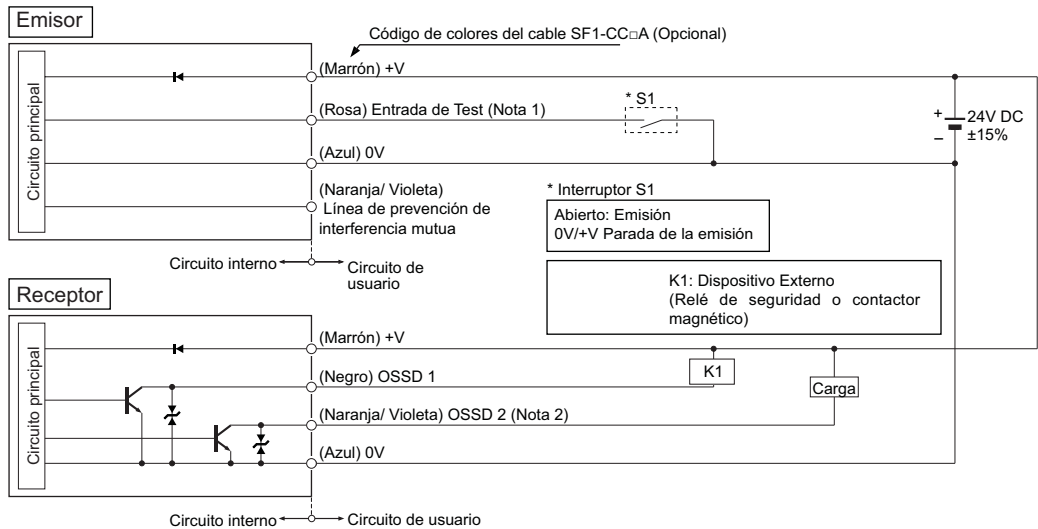 Emisor
Código de colores del cable SF1-CC□A (Opcional)
Circuito principal
(Marrón) +V
(Rosa) Entrada de Test (Nota 1)
* S1
+
−
24V DC
±15%
(Azul) 0V
(Naranja/ Violeta)
Línea de prevención de
interferencia mutua
* Interruptor S1
Abierto: Emisión
0V/+V Parada de la emisión
Circuito interno
Circuito de
usuario
K1: Dispositivo Externo
(Relé de seguridad o contactor
magnético)
Receptor
Circuito principal
(Marrón) +V
K1
(Negro) OSSD 1
Carga
(Naranja/ Violeta) OSSD 2 (Nota 2)
(Azul) 0V
Circuito interno
Circuito de usuario